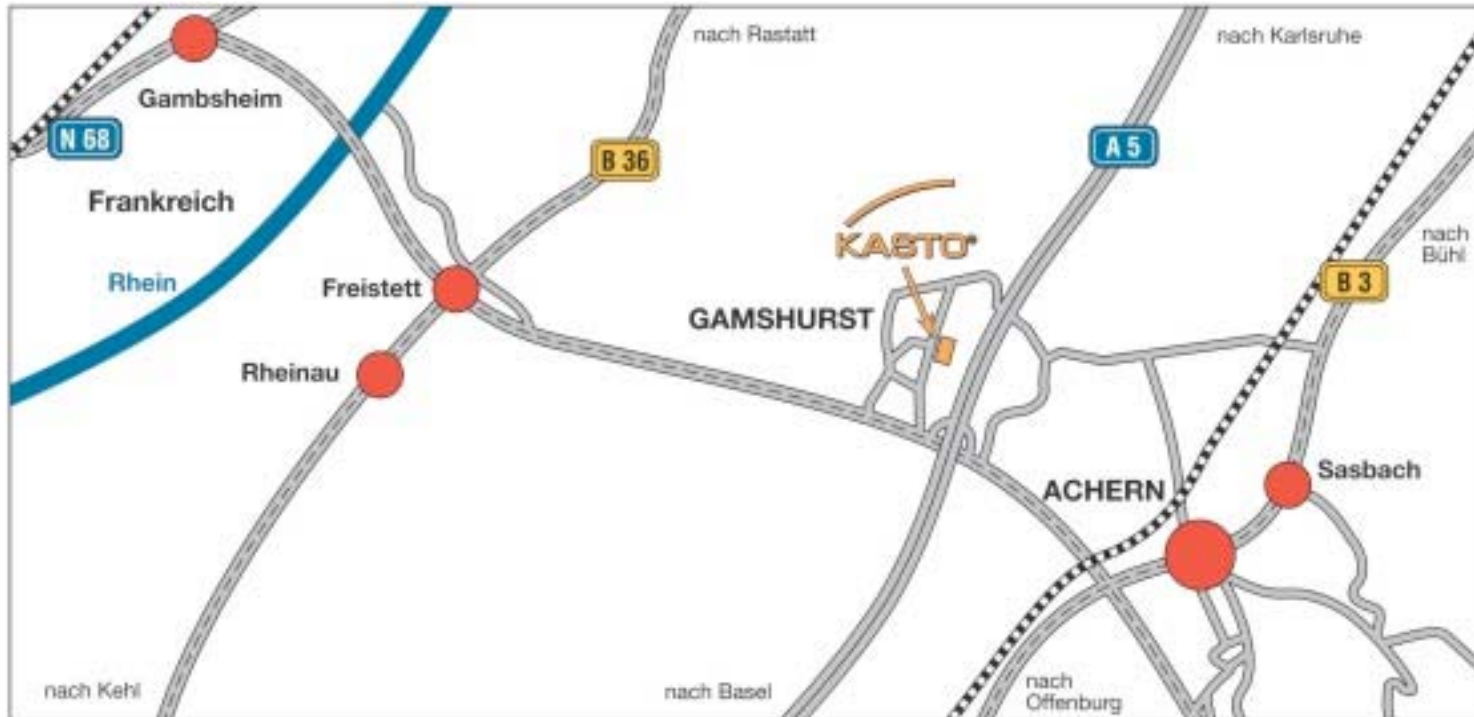 nach Rastatt
nach Karlsruhe
Gambsheim
N 68
A 5
B 36
Frankreich
KASTO®
nach
Bühl
Rhein
Freistett
B 3
GAMSHURST
Rheinau
Sasbach
ACHERN
nach Kehl
nach Basel
nach
Offenburg